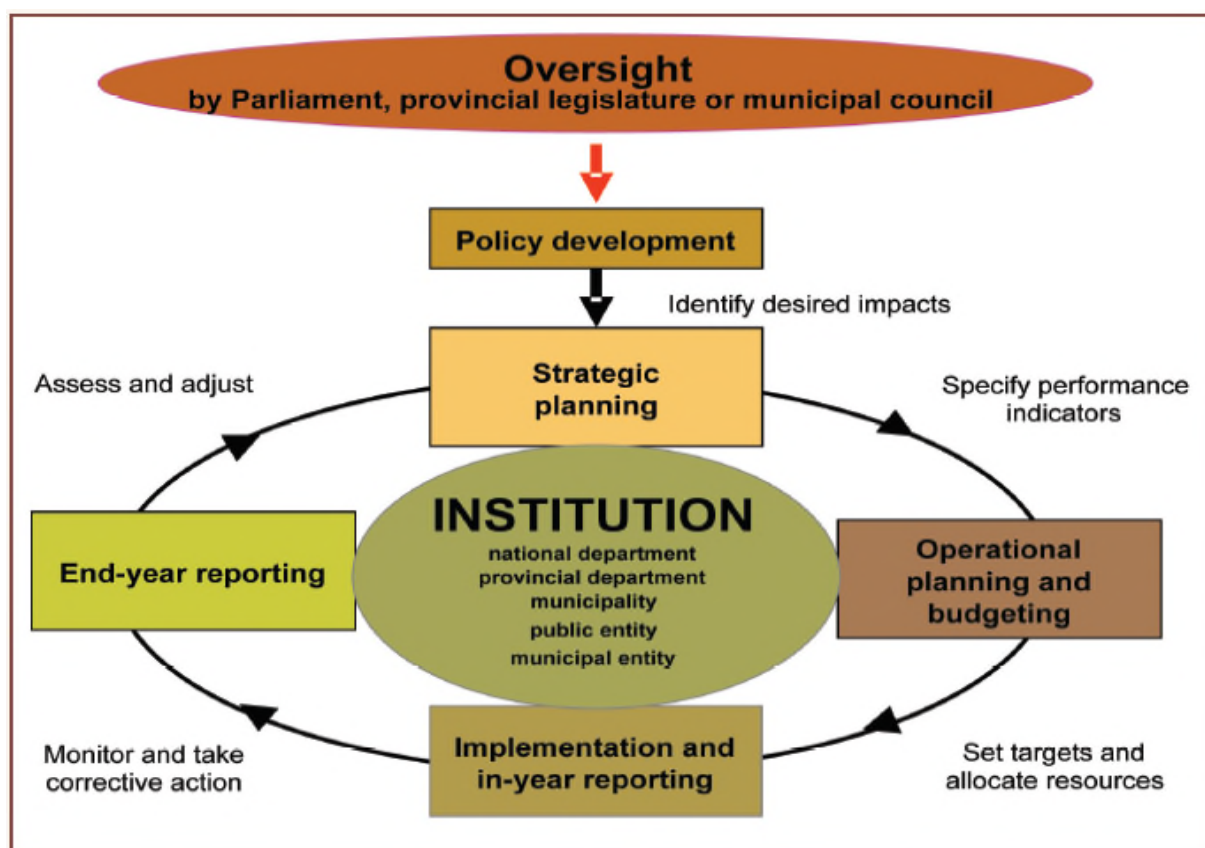 Oversight
by Parliament, provincial legislature or municipal council
Policy development
Identify desired impacts
Strategic
planning
Assess and adjust
Specify performance
indicators
INSTITUTION
national department
provincial department
municipality
public entity
municipal entity
End-year reporting
Operational
planning and
budgeting
Implementation and
in-year reporting
Monitor and take
corrective action
Set targets and
allocate resources